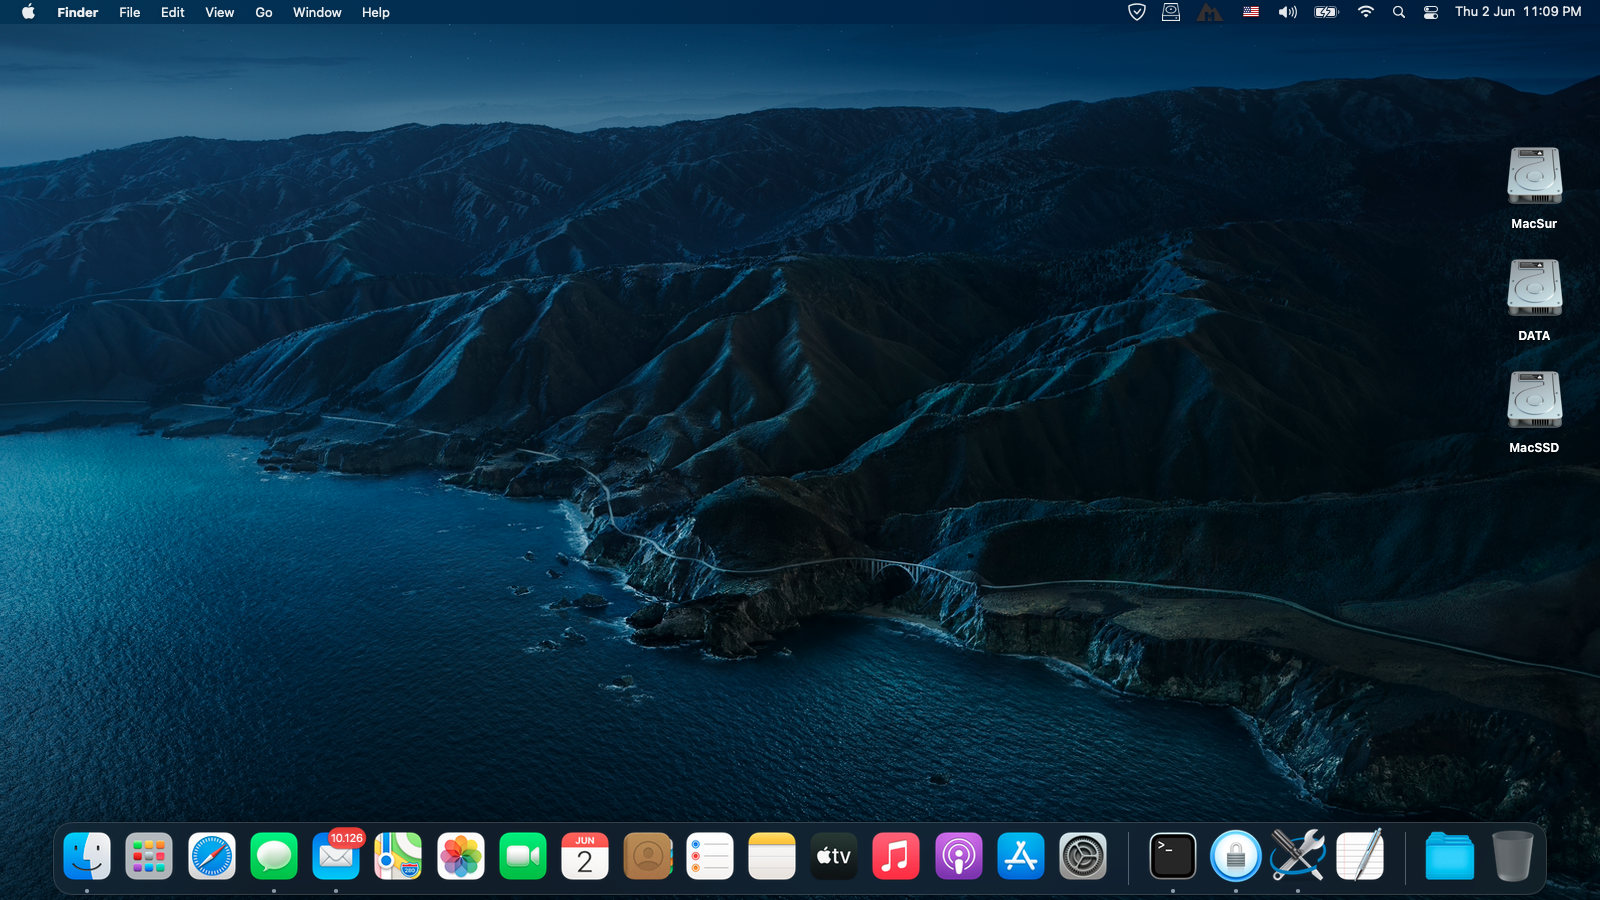 Finder File Edit View Go Window Help
Thu 2 Jun 11:09 PM
MacSur
DATA
MacSSD
10.126
280
JUN
2
tv
>_